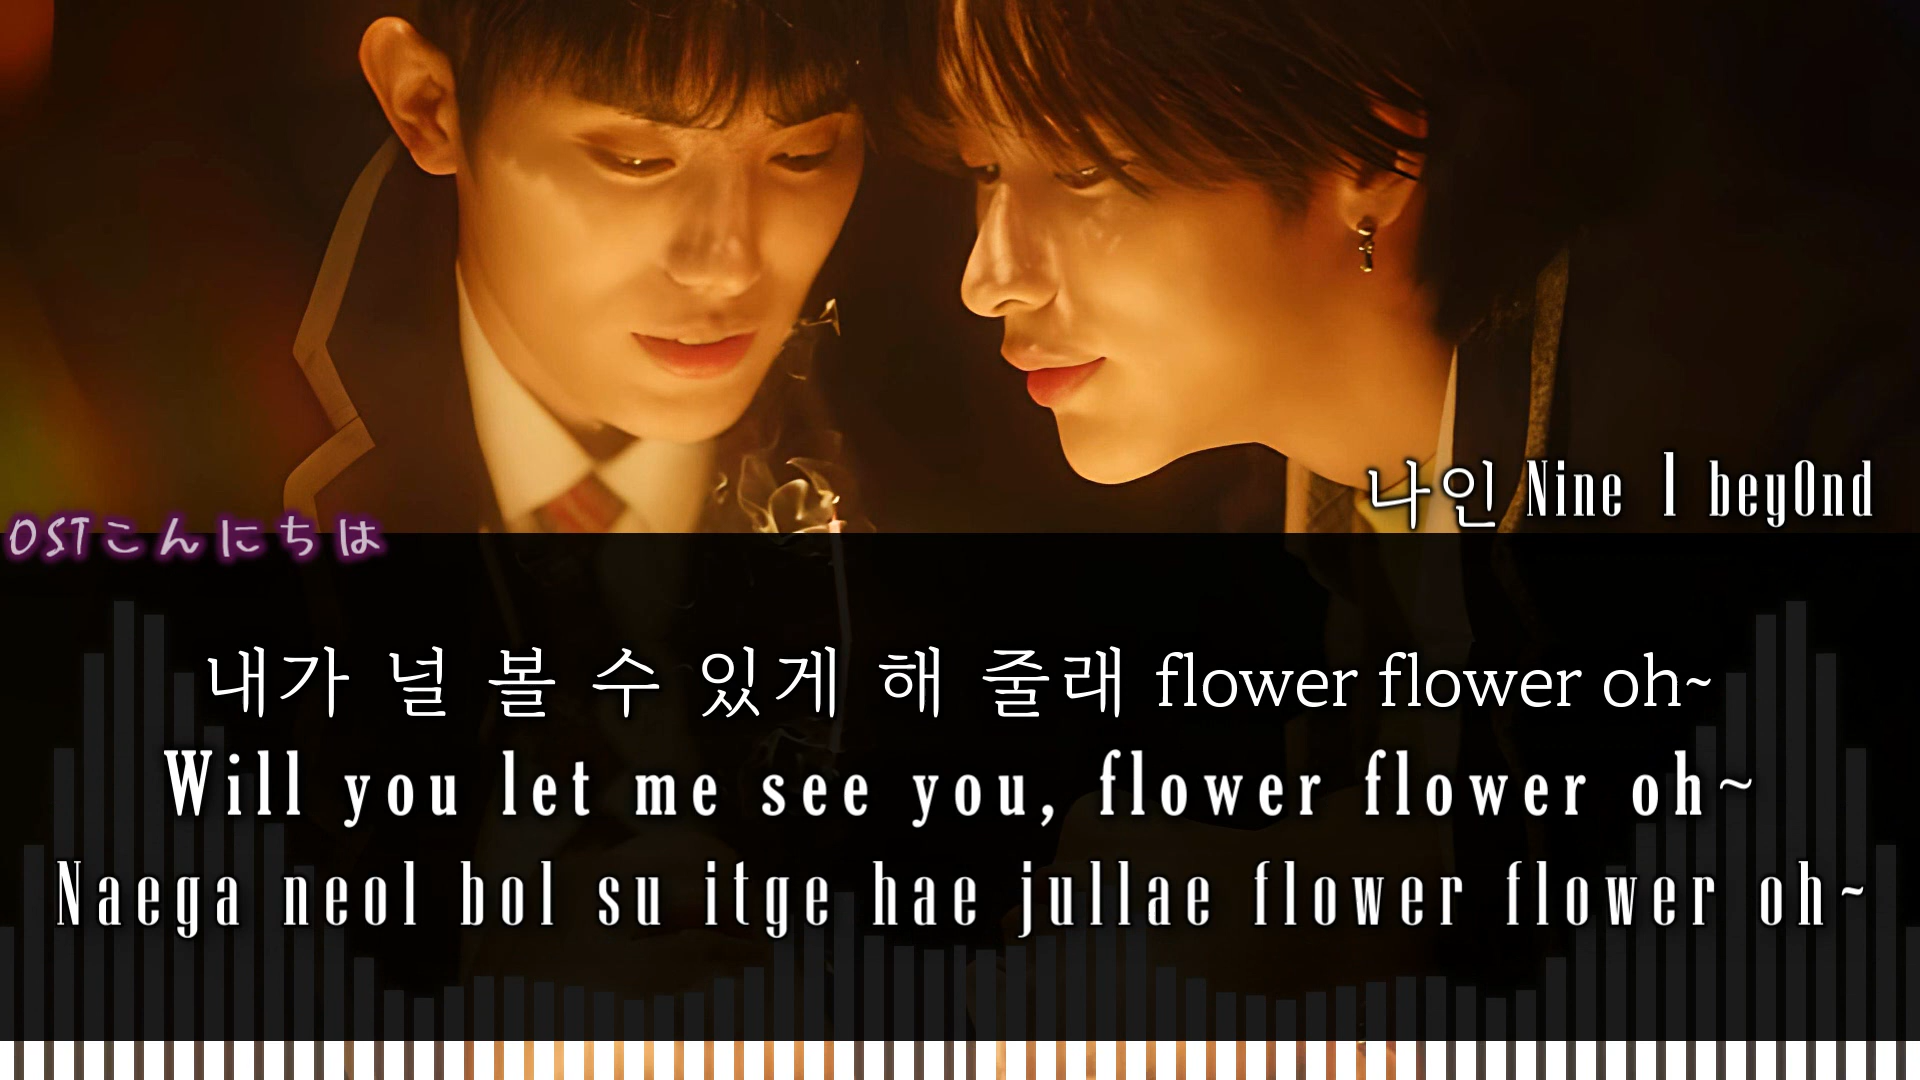 나인 Nine l bey0nd
OSTこんにちは
내가 널 볼 수 있게 해 줄래 flower flower oh~
Will you let me see you, flower flower oh~
Naega neol bol su itge hae jullae flower flower oh~